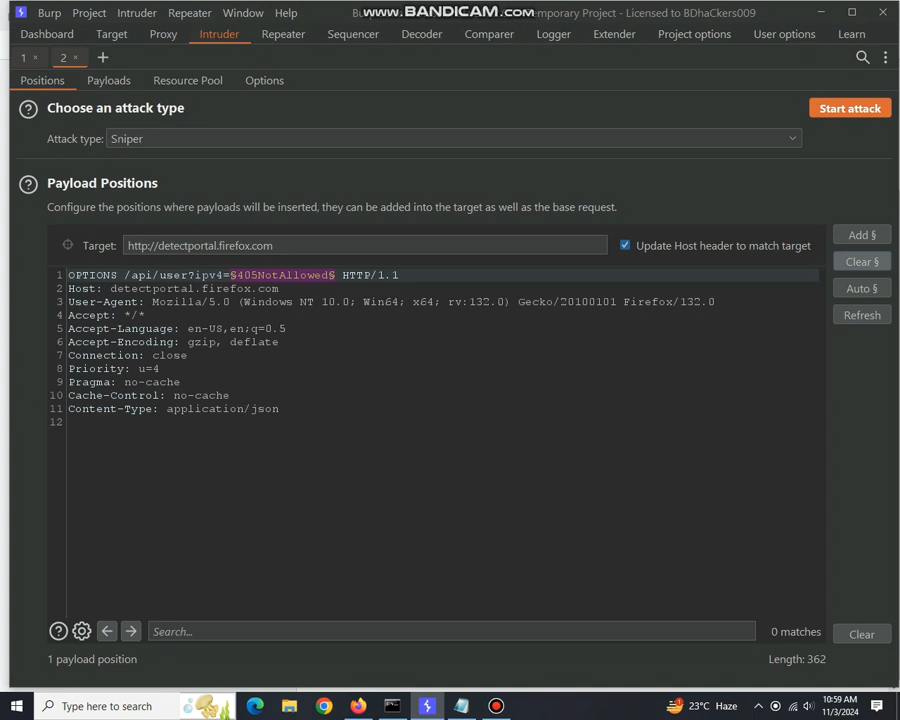 Burp Project Intruder Repeater Window Help Bu www.BANDICAM.com emporary Project - Licensed to BDhaCkers009
Dashboard Target Proxy Intruder Repeater Sequencer Decoder Comparer Logger Extender Project options User options Learn
1 × 2 × +
Positions Payloads Resource Pool Options
? Choose an attack type Start attack
Attack type: Sniper
? Payload Positions
Configure the positions where payloads will be inserted, they can be added into the target as well as the base request.
Add §
Target: http://detectportal.firefox.com Update Host header to match target
Clear §
1 OPTIONS /api/user?ipv4=§405NotAllowed§ HTTP/1.1
2 Host: detectportal.firefox.com
Auto §
3 User-Agent: Mozilla/5.0 (Windows NT 10.0; Win64; x64; rv:132.0) Gecko/20100101 Firefox/132.0
4 Accept: */*
Refresh
5 Accept-Language: en-US,en;q=0.5
6 Accept-Encoding: gzip, deflate
7 Connection: close
8 Priority: u=4
9 Pragma: no-cache
10 Cache-Control: no-cache
11 Content-Type: application/json
12
? Search... 0 matches Clear
1 payload position Length: 362
Type here to search 23°C Haze 10:59 AM
11/3/2024